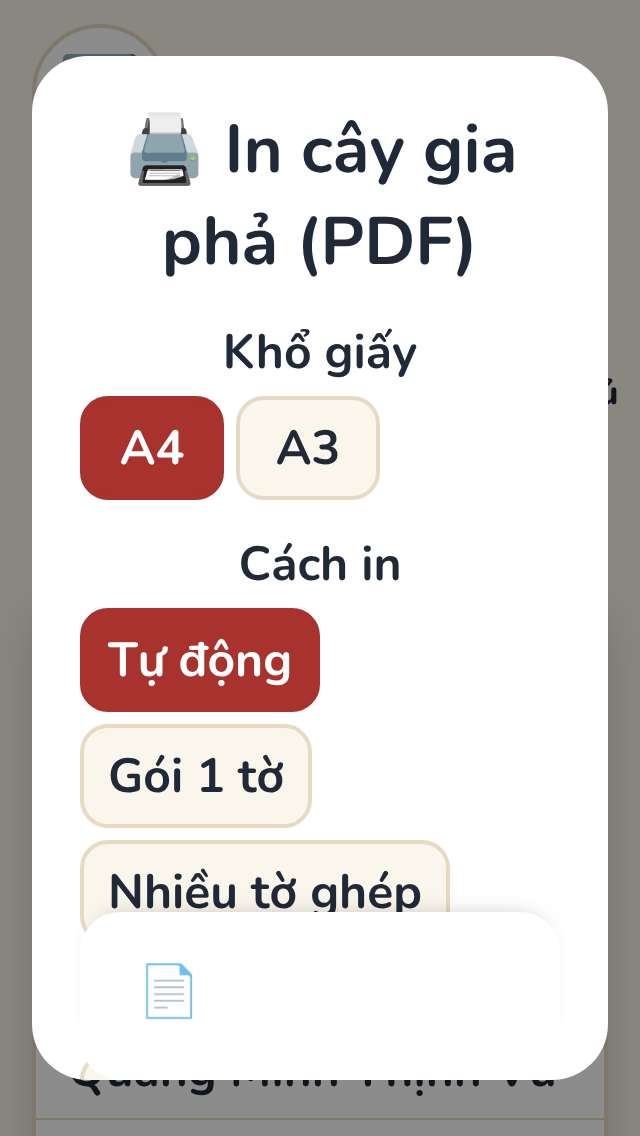 In cây gia
phả (PDF)
Khổ giấy
A4
A3
Cách in
Tự động
Gói 1 tờ
Nhiều tờ ghép